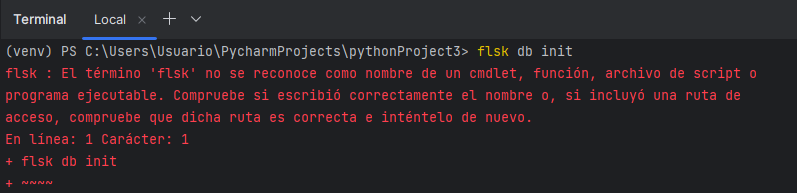 Terminal Local × + ∨
(venv) PS C:\Users\Usuario\PycharmProjects\pythonProject3> flsk db init
flsk : El término 'flsk' no se reconoce como nombre de un cmdlet, función, archivo de script o
programa ejecutable. Compruebe si escribió correctamente el nombre o, si incluyó una ruta de
acceso, compruebe que dicha ruta es correcta e inténtelo de nuevo.
En línea: 1 Carácter: 1
+ flsk db init
+ ~~~~